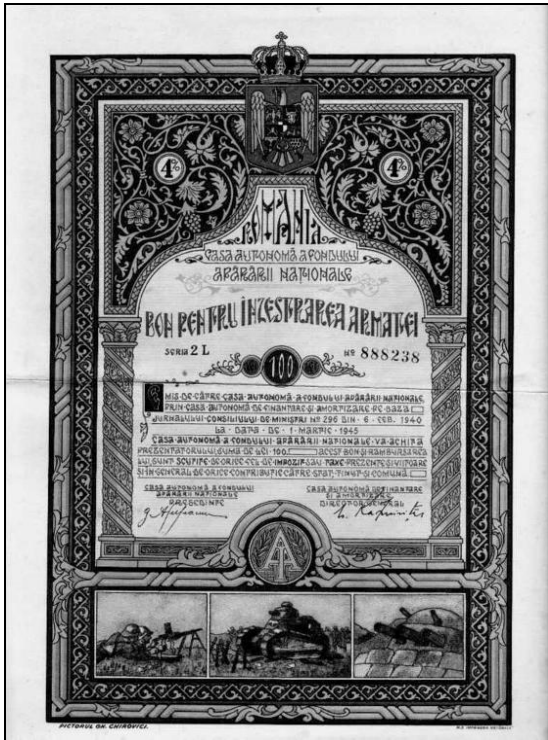 4% 4%
ROMANIA
CASA AUTONOMĂ A FONDULUI
APĂRĂRII NAȚIONALE
BON PENTRU ÎNZESTRAREA ARMATEI
SERIA 2 L No 888238
100
EMIS DE CĂTRE CASA AUTONOMĂ A FONDULUI APĂRĂRII NAȚIONALE,
PRIN CASA AUTONOMĂ DE FINANȚARE ȘI AMORTIZARE PE BAZA
JURNALULUI CONSILIULUI DE MINIȘTRI No 296 DIN 6 FEB. 1940
LA DATA DE 1 MARTIE 1945
CASA AUTONOMĂ A FONDULUI APĂRĂRII NAȚIONALE VA ACHITA
PREZENTATORULUI SUMA DE LEI 100. ACEST BON ȘI RAMBURSAREA
LUI, SUNT SCUTITE DE ORICE FEL DE IMPOZIT SAU TAXE PREZENTE ȘI VIITOARE
ȘI ÎN GENERAL DE ORICE CONTRIBUȚIE CĂTRE STAT, ȚINUT ȘI COMUNĂ
CASA AUTONOMĂ A FONDULUI CASA AUTONOMĂ DE FINANȚARE
APĂRĂRII NAȚIONALE ȘI AMORTIZARE
PREȘEDINTE DIRECTOR GENERAL
PICTORUL GH. CHIROVICI.